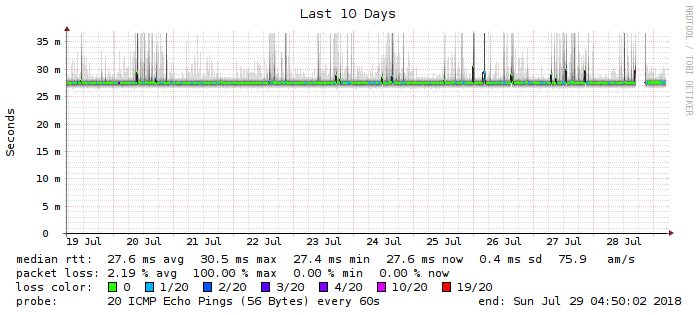 Last 10 Days
RRDTOOL / TOBI OETIKER
Seconds
35 m
30 m
25 m
20 m
15 m
10 m
5 m
0
19 Jul 20 Jul 21 Jul 22 Jul 23 Jul 24 Jul 25 Jul 26 Jul 27 Jul 28 Jul
median rtt: 27.6 ms avg 30.5 ms max 27.4 ms min 27.6 ms now 0.4 ms sd 75.9 am/s
packet loss: 2.19 % avg 100.00 % max 0.00 % min 0.00 % now
loss color: 0 1/20 2/20 3/20 4/20 10/20 19/20
probe: 20 ICMP Echo Pings (56 Bytes) every 60s end: Sun Jul 29 04:50:02 2018